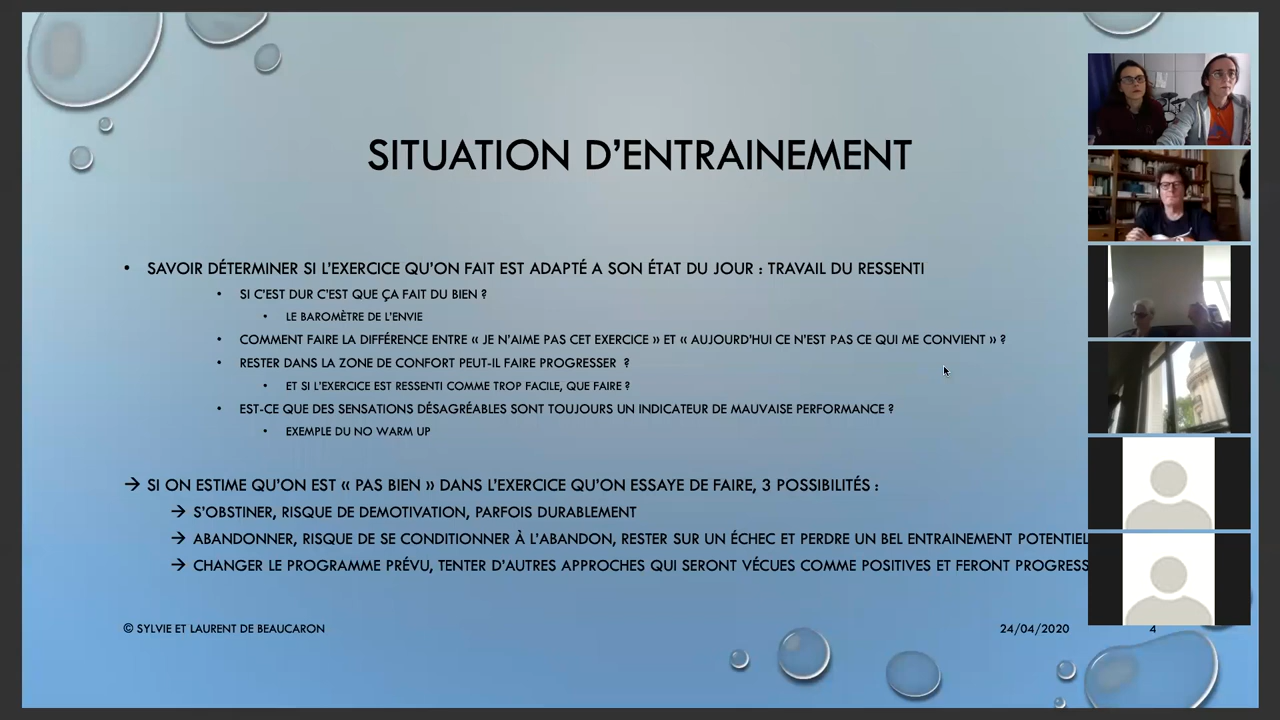 SITUATION D’ENTRAINEMENT
• SAVOIR DÉTERMINER SI L’EXERCICE QU’ON FAIT EST ADAPTÉ A SON ÉTAT DU JOUR : TRAVAIL DU RESSENTI
• SI C’EST DUR C’EST QUE ÇA FAIT DU BIEN ?
• LE BAROMÈTRE DE L’ENVIE
• COMMENT FAIRE LA DIFFÉRENCE ENTRE « JE N’AIME PAS CET EXERCICE » ET « AUJOURD’HUI CE N’EST PAS CE QUI ME CONVIENT » ?
• RESTER DANS LA ZONE DE CONFORT PEUT-IL FAIRE PROGRESSER ?
• ET SI L’EXERCICE EST RESSENTI COMME TROP FACILE, QUE FAIRE ?
• EST-CE QUE DES SENSATIONS DÉSAGRÉABLES SONT TOUJOURS UN INDICATEUR DE MAUVAISE PERFORMANCE ?
• EXEMPLE DU NO WARM UP
→ SI ON ESTIME QU’ON EST « PAS BIEN » DANS L’EXERCICE QU’ON ESSAYE DE FAIRE, 3 POSSIBILITÉS :
→ S’OBSTINER, RISQUE DE DEMOTIVATION, PARFOIS DURABLEMENT
→ ABANDONNER, RISQUE DE SE CONDITIONNER À L’ABANDON, RESTER SUR UN ÉCHEC ET PERDRE UN BEL ENTRAINEMENT POTENTIEL
→ CHANGER LE PROGRAMME PRÉVU, TENTER D’AUTRES APPROCHES QUI SERONT VÉCUES COMME POSITIVES ET FERONT PROGRESS
© SYLVIE ET LAURENT DE BEAUCARON
24/04/2020
4